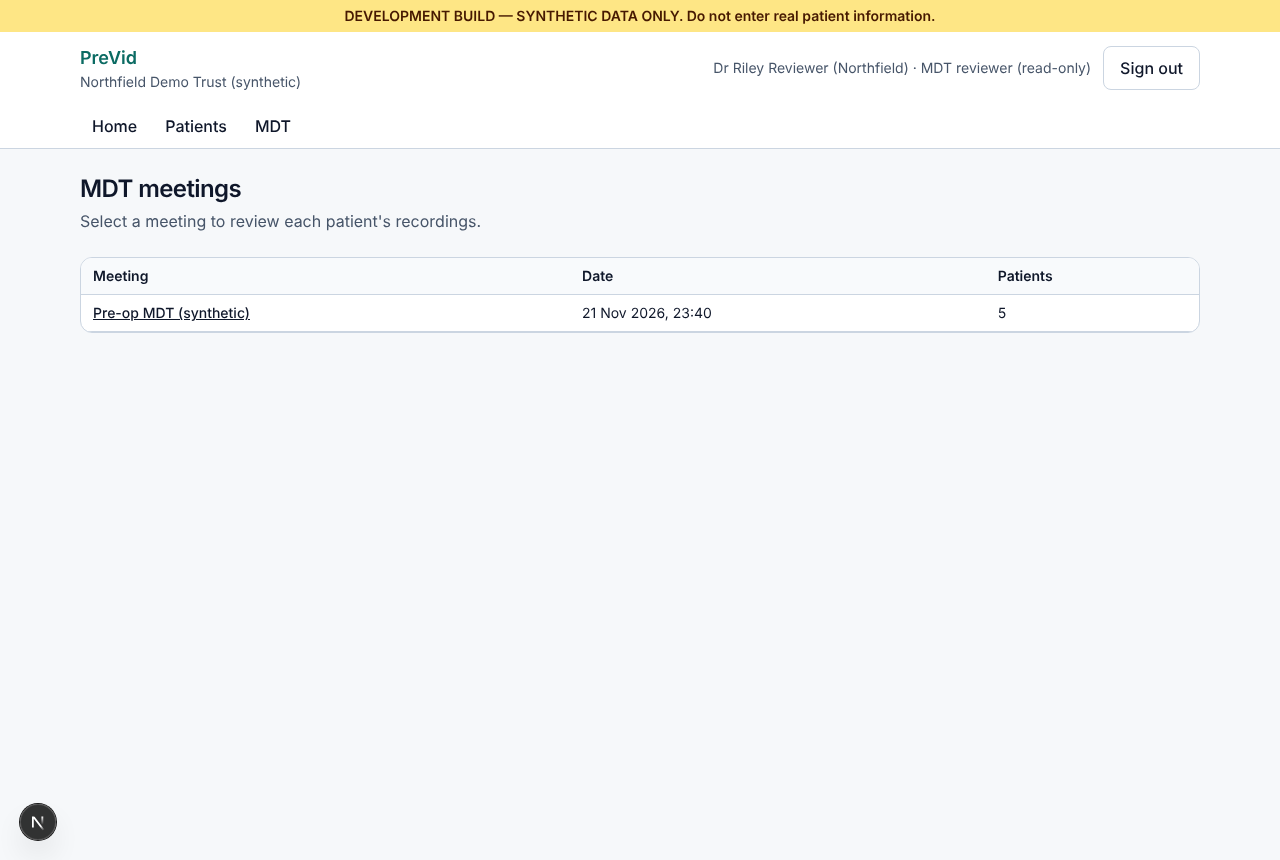 DEVELOPMENT BUILD — SYNTHETIC DATA ONLY. Do not enter real patient information.
PreVid
Northfield Demo Trust (synthetic)
Dr Riley Reviewer (Northfield) · MDT reviewer (read-only)
Sign out
Home Patients MDT
MDT meetings
Select a meeting to review each patient's recordings.
Meeting Date Patients
Pre-op MDT (synthetic) 21 Nov 2026, 23:40 5
N